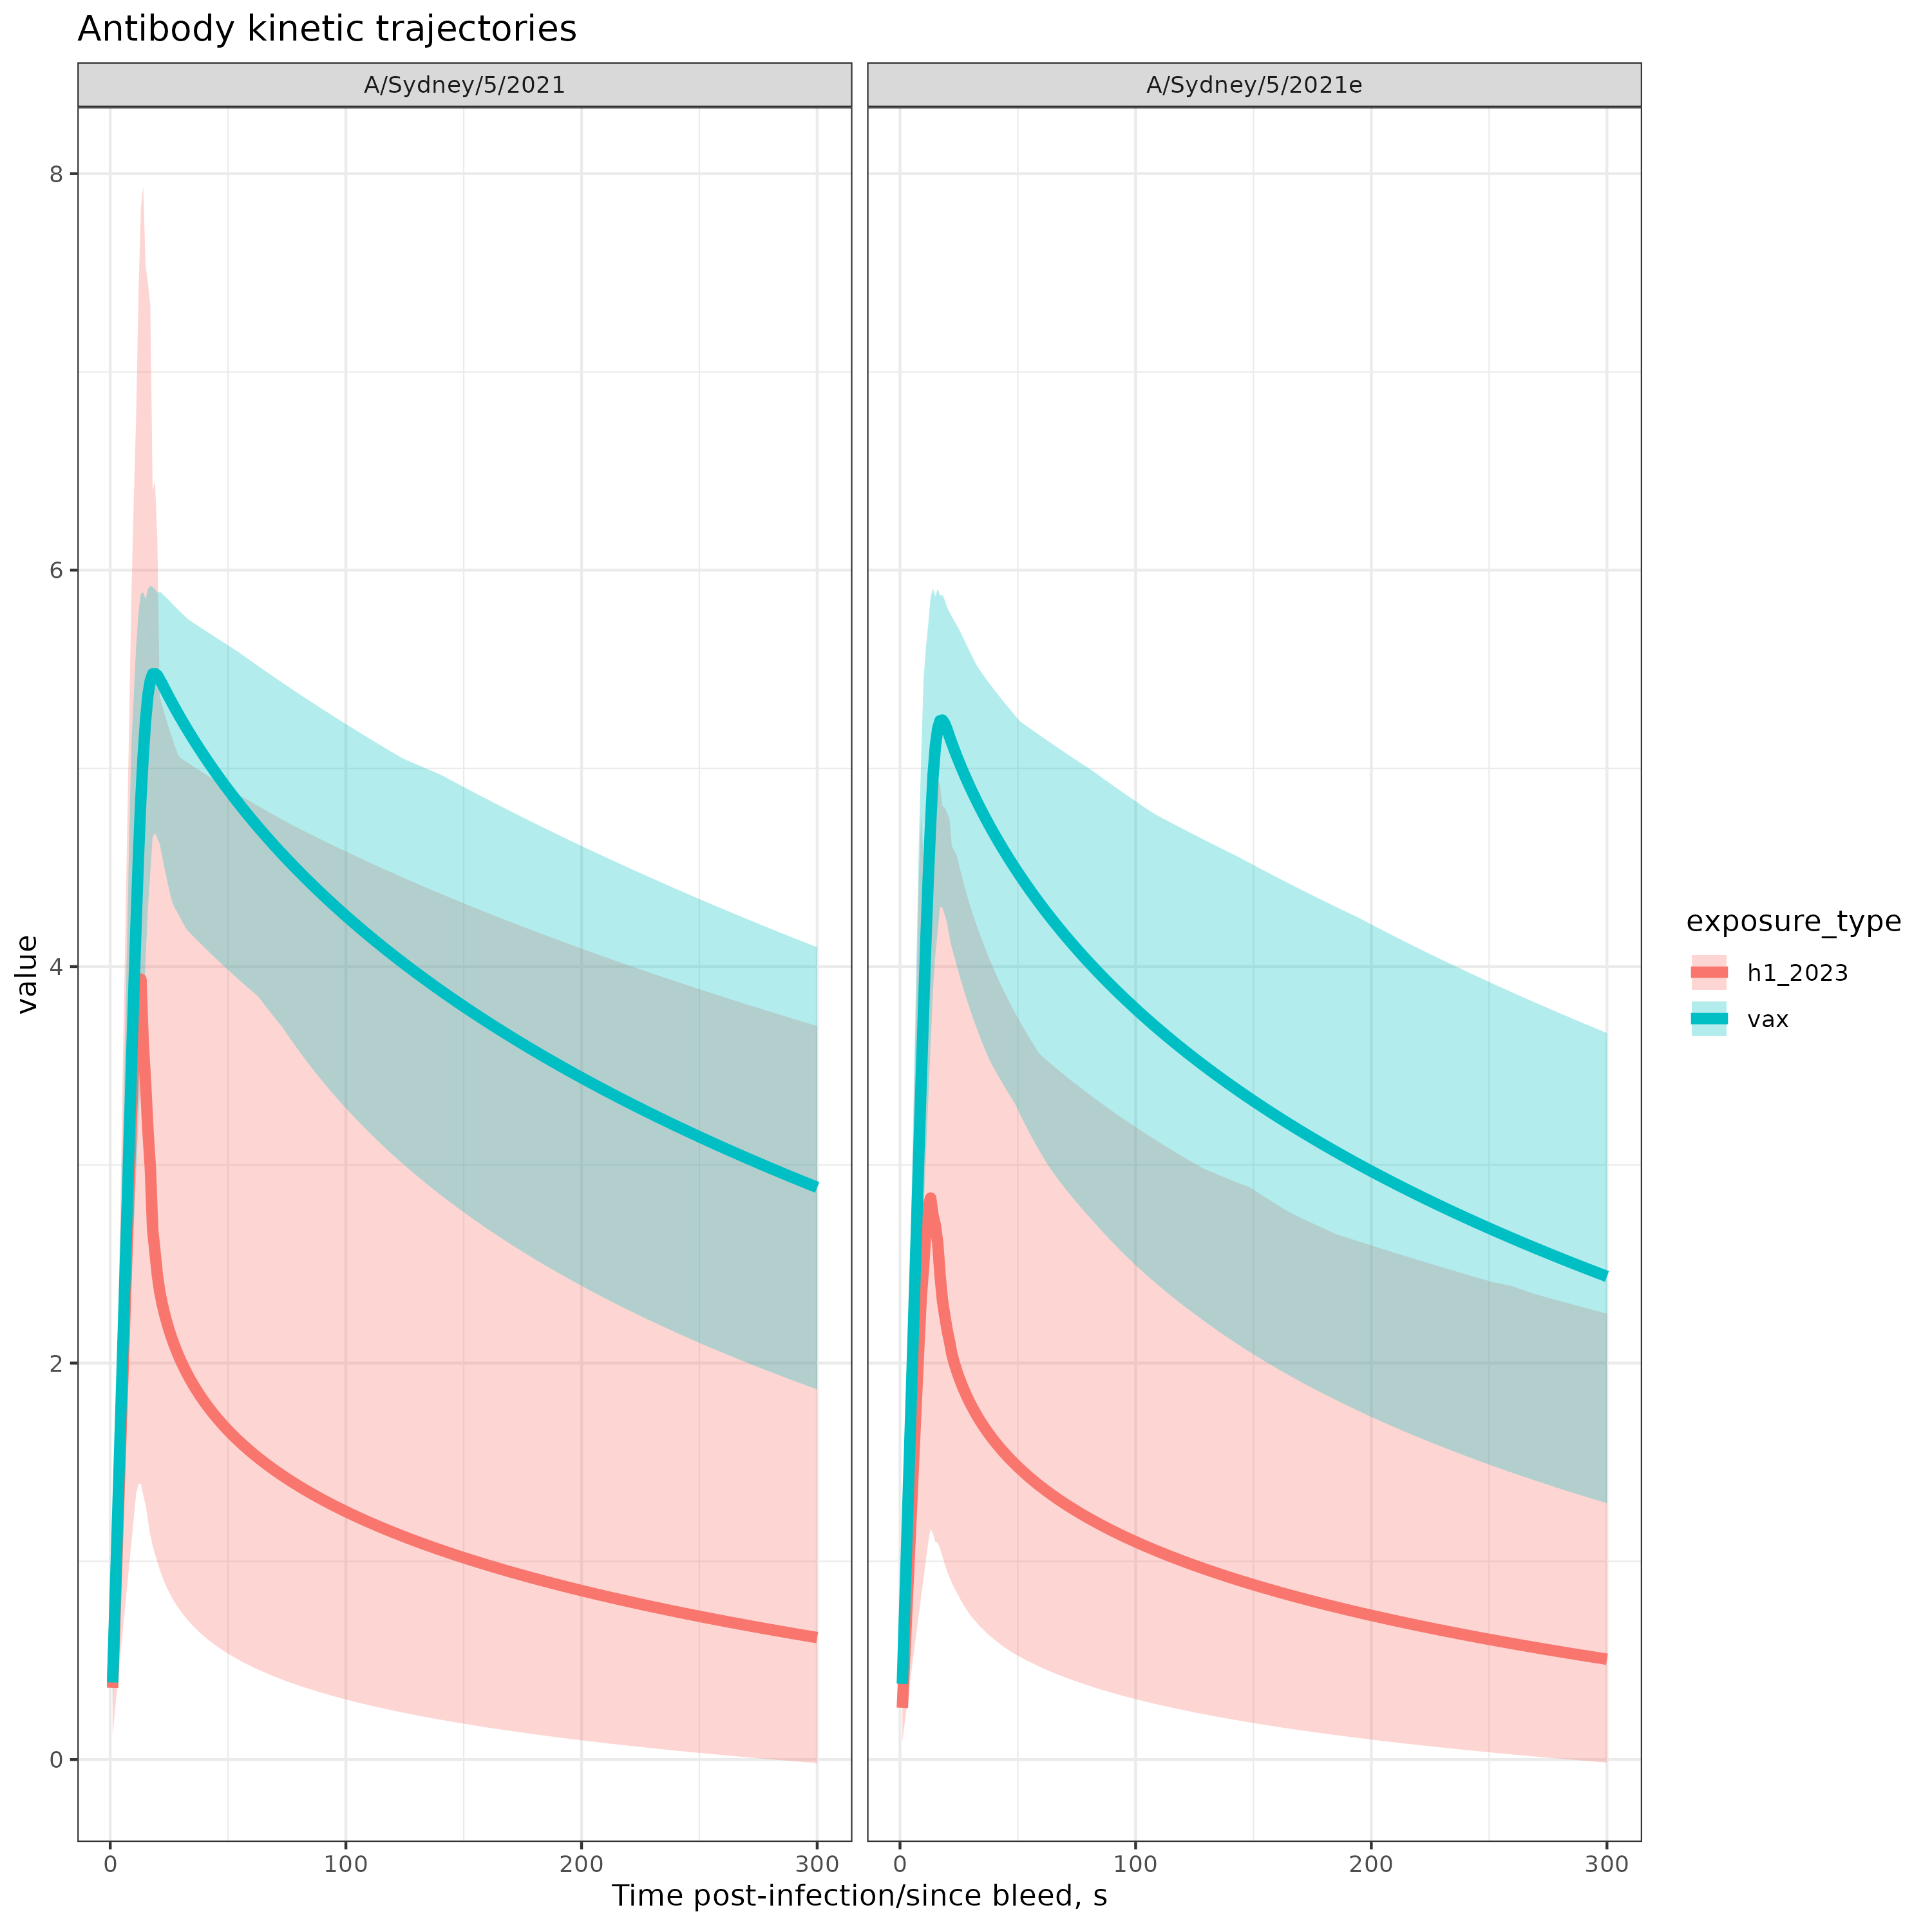 Antibody kinetic trajectories
A/Sydney/5/2021
A/Sydney/5/2021e
8
6
4
2
0
value
0 100 200 300
0 100 200 300
Time post-infection/since bleed, s
exposure_type
h1_2023
vax